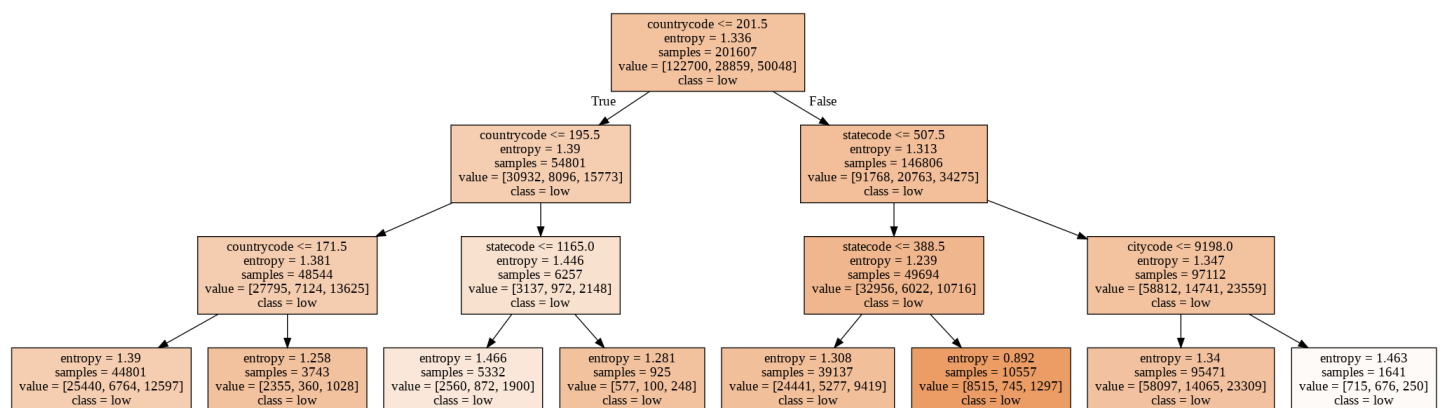 countrycode <= 201.5
entropy = 1.336
samples = 201607
value = [122700, 28859, 50048]
class = low
True
False
countrycode <= 195.5
entropy = 1.39
samples = 54801
value = [30932, 8096, 15773]
class = low
statecode <= 507.5
entropy = 1.313
samples = 146806
value = [91768, 20763, 34275]
class = low
countrycode <= 171.5
entropy = 1.381
samples = 48544
value = [27795, 7124, 13625]
class = low
statecode <= 1165.0
entropy = 1.446
samples = 6257
value = [3137, 972, 2148]
class = low
statecode <= 388.5
entropy = 1.239
samples = 49694
value = [32956, 6022, 10716]
class = low
citycode <= 9198.0
entropy = 1.347
samples = 97112
value = [58812, 14741, 23559]
class = low
entropy = 1.39
samples = 44801
value = [25440, 6764, 12597]
class = low
entropy = 1.258
samples = 3743
value = [2355, 360, 1028]
class = low
entropy = 1.466
samples = 5332
value = [2560, 872, 1900]
class = low
entropy = 1.281
samples = 925
value = [577, 100, 248]
class = low
entropy = 1.308
samples = 39137
value = [24441, 5277, 9419]
class = low
entropy = 0.892
samples = 10557
value = [8515, 745, 1297]
class = low
entropy = 1.34
samples = 95471
value = [58097, 14065, 23309]
class = low
entropy = 1.463
samples = 1641
value = [715, 676, 250]
class = low